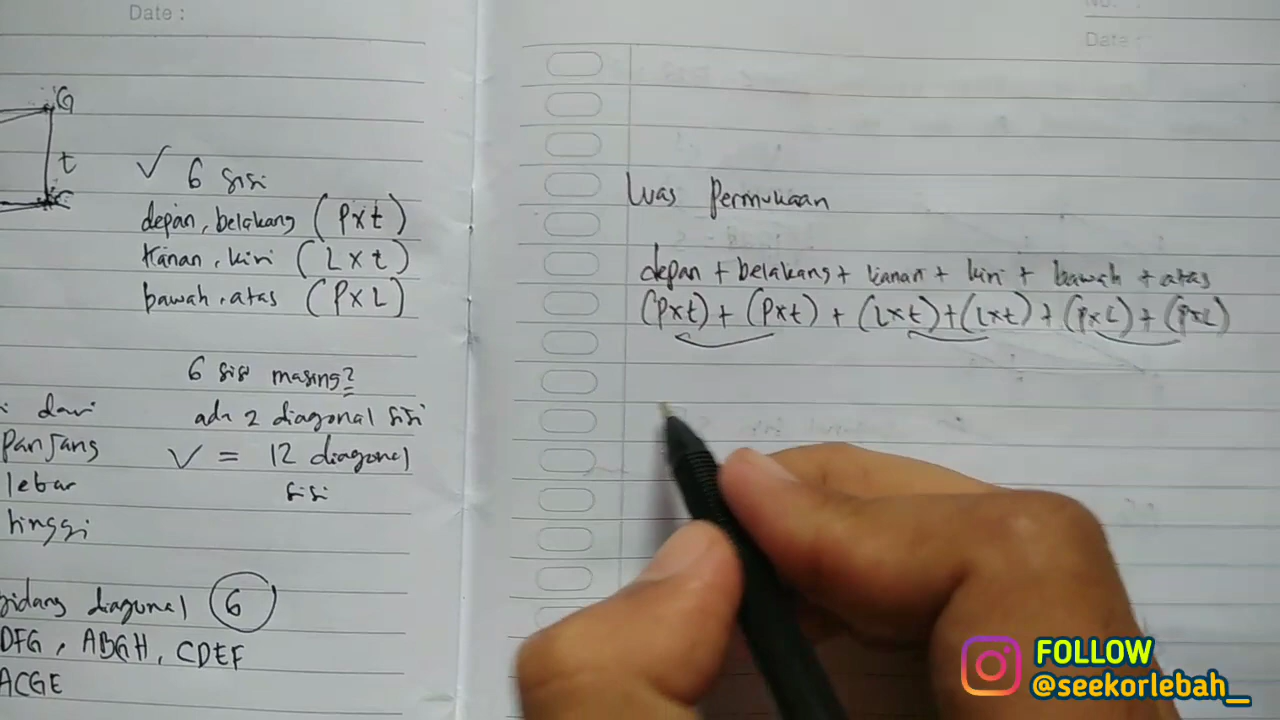 Date :
G
t
C
✓ 6 sisi
depan, belakang (P×t)
kanan, kiri (L×t)
bawah, atas (P×L)
6 sisi masing2
ada 2 diagonal sisi
V = 12 diagonal
sisi
i dari
panjang
lebar
tinggi
bidang diagonal 6
DFG, ABGH, CDEF
ACGE
No. :
Date :
Luas Permukaan
depan + belakang + kanan + kiri + bawah + atas
(P×t) + (P×t) + (L×t) + (L×t) + (P×L) + (P×L)
FOLLOW
@seekorlebah_